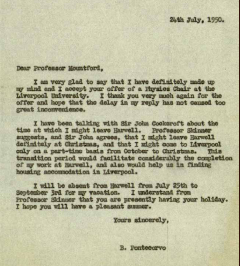 24th July, 1950.
Dear Professor Mountford,
I am very glad to say that I have definitely made up
my mind and I accept your offer of a Physics Chair at the
Liverpool University. I thank you very much again for the
offer and hope that the delay in my reply has not caused too
great inconvenience.
I have been talking with Sir John Cockcroft about the
time at which I might leave Harwell. Professor Skinner
suggests, and Sir John agrees, that I might leave Harwell
definitely at Christmas, and that I might come to Liverpool
only on a part-time basis from October to Christmas. This
transition period would facilitate considerably the completion
of my work at Harwell, and also would help us in finding
housing accommodation in Liverpool.
I will be absent from Harwell from July 25th to
September 3rd for my vacation. I understand from
Professor Skinner that you are presently having your holiday.
I hope you will have a pleasant summer.
Yours sincerely,
B. Pontecorvo